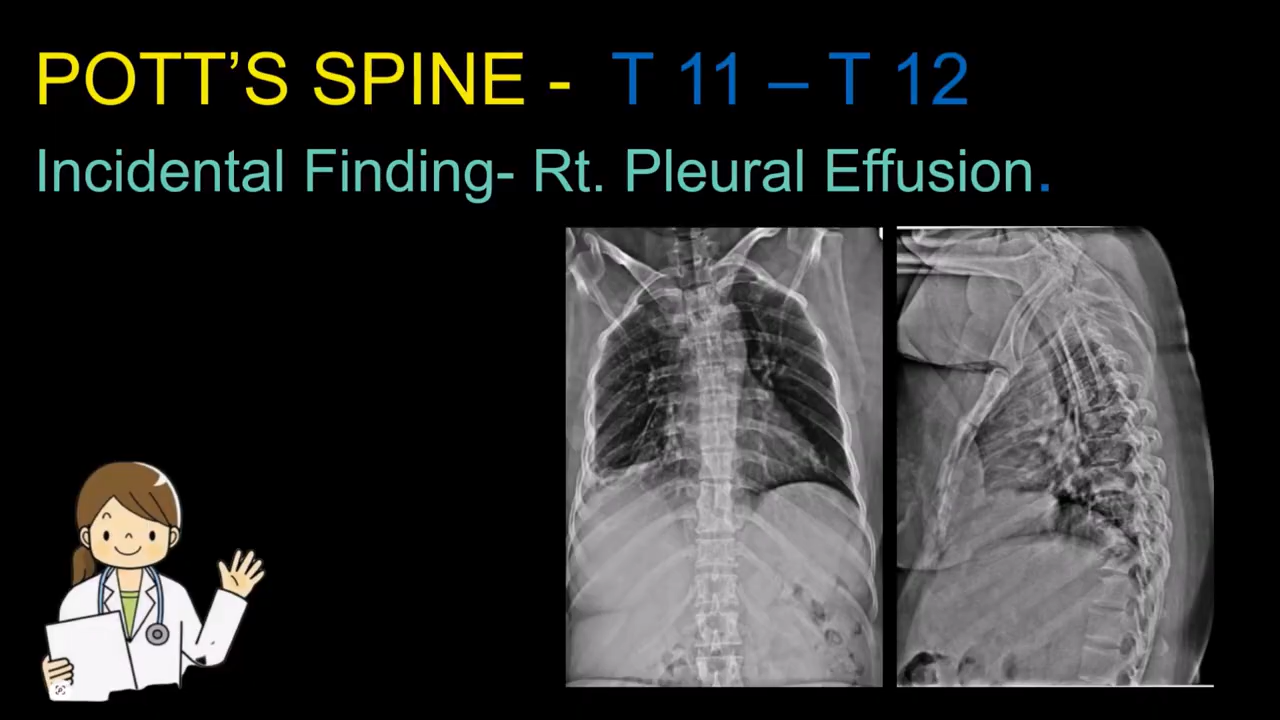 POTT’S SPINE - T 11 – T 12
Incidental Finding- Rt. Pleural Effusion.